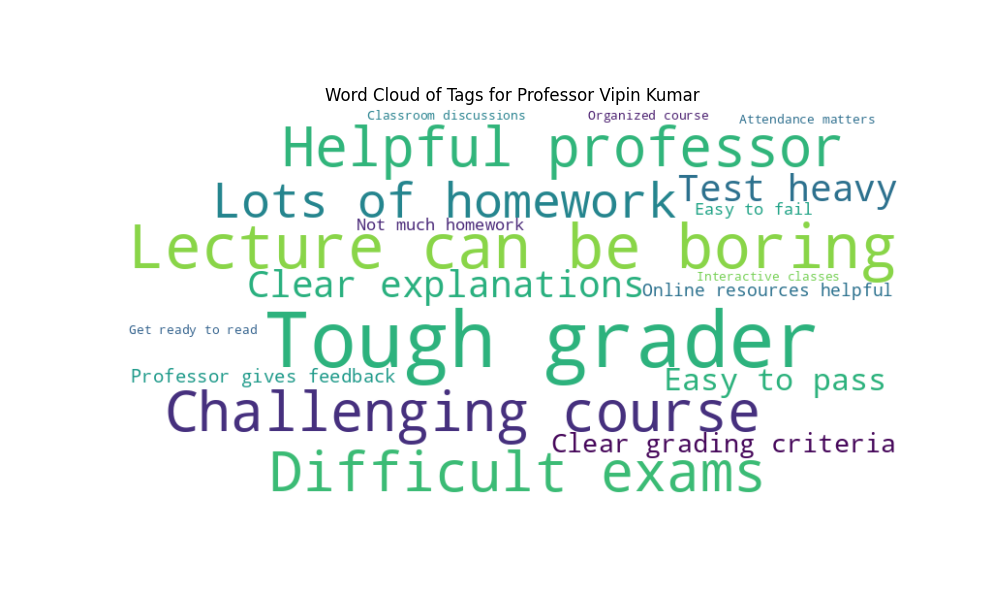 Word Cloud of Tags for Professor Vipin Kumar
Classroom discussions
Organized course
Attendance matters
Helpful professor
Test heavy
Lots of homework
Easy to fail
Not much homework
Lecture can be boring
Interactive classes
Clear explanations
Online resources helpful
Get ready to read
Tough grader
Professor gives feedback
Easy to pass
Challenging course
Clear grading criteria
Difficult exams